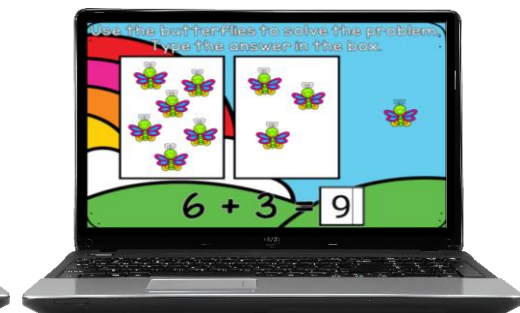 Use the butterflies to solve the problem.
Type the answer in the box.
6 + 3 = 9